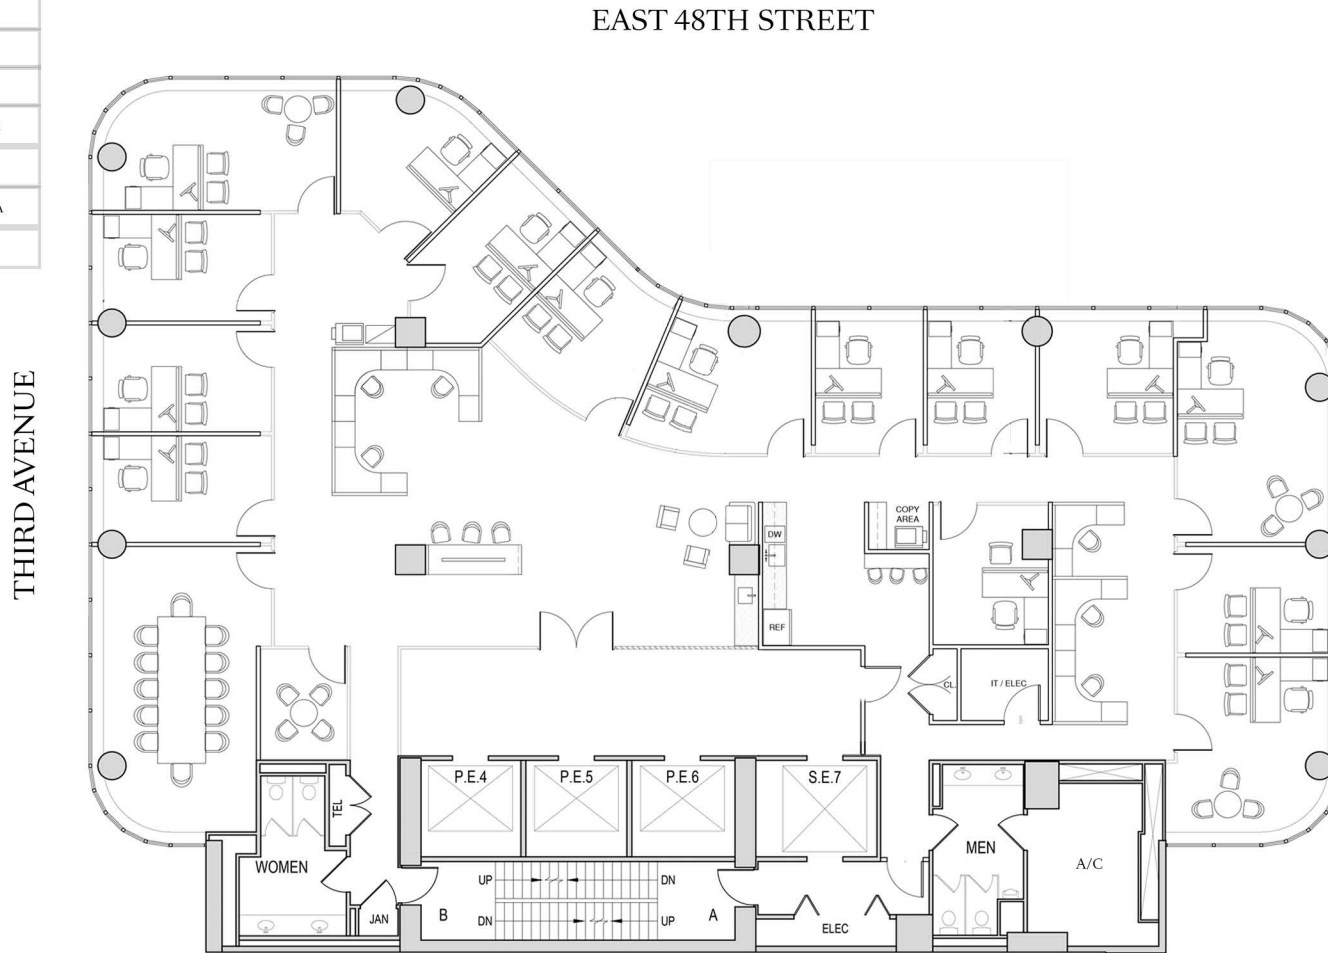 EAST 48TH STREET
A
THIRD AVENUE
COPY
AREA
DW
REF
CL.
IT / ELEC
P.E.4
P.E.5
P.E.6
S.E.7
TEL
WOMEN
MEN
A/C
UP
DN
B
A
JAN
DN
UP
ELEC